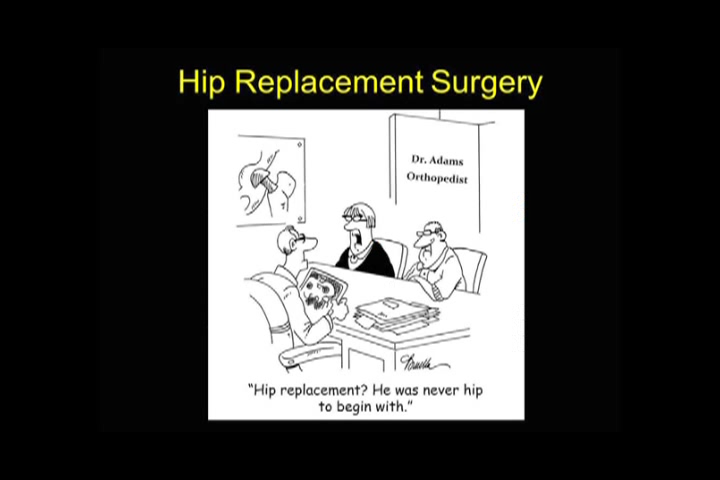 Hip Replacement Surgery
Dr. Adams
Orthopedist
"Hip replacement? He was never hip
to begin with."